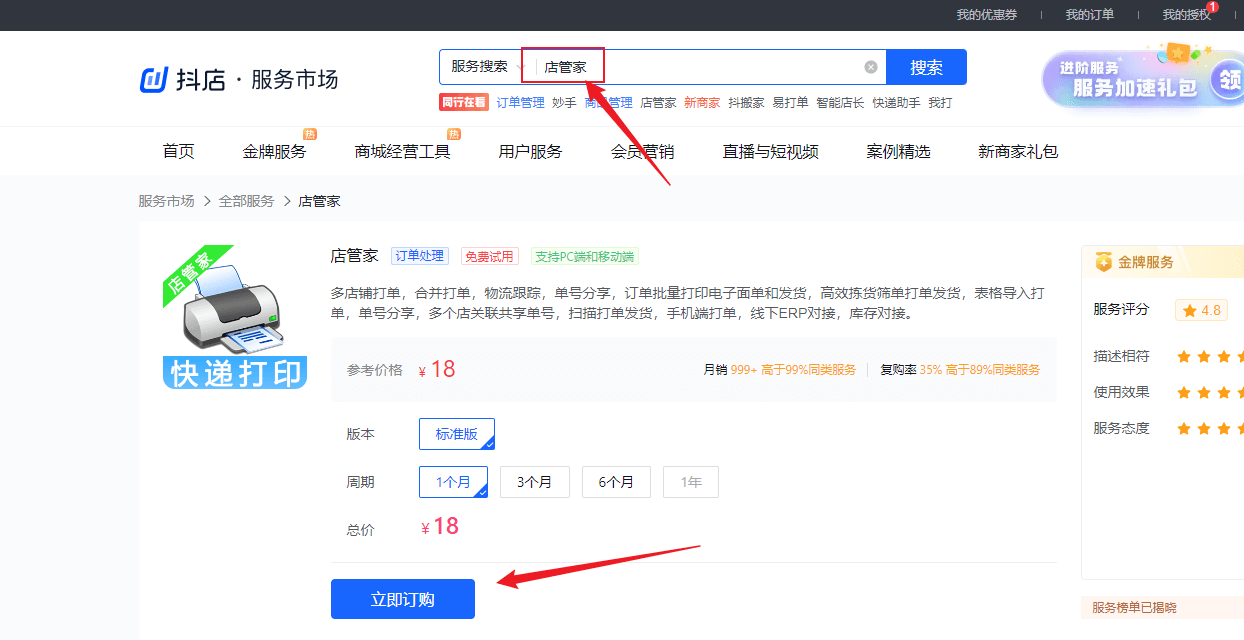 我的优惠券 我的订单 我的授权 1
抖店 · 服务市场
服务搜索 店管家 搜索
进阶服务
服务加速礼包 领
同行在看 订单管理 妙手 商品管理 店管家 新商家 抖搬家 易打单 智能店长 快递助手 我打
首页 金牌服务 热 商城经营工具 热 用户服务 会员营销 直播与短视频 案例精选 新商家礼包
服务市场 > 全部服务 > 店管家
店管家
快递打印
店管家 订单处理 免费试用 支持PC端和移动端
多店铺打单，合并打单，物流跟踪，单号分享，订单批量打印电子面单和发货，高效拣货筛单打单发货，表格导入打
单，单号分享，多个店关联共享单号，扫描打单发货，手机端打单，线下ERP对接，库存对接。
参考价格 ¥ 18 月销 999+ 高于99%同类服务 复购率 35% 高于89%同类服务
版本 标准版
周期 1个月 3个月 6个月 1年
总价 ¥ 18
立即订购
金牌服务
服务评分 4.8
描述相符
使用效果
服务态度
服务榜单已揭晓